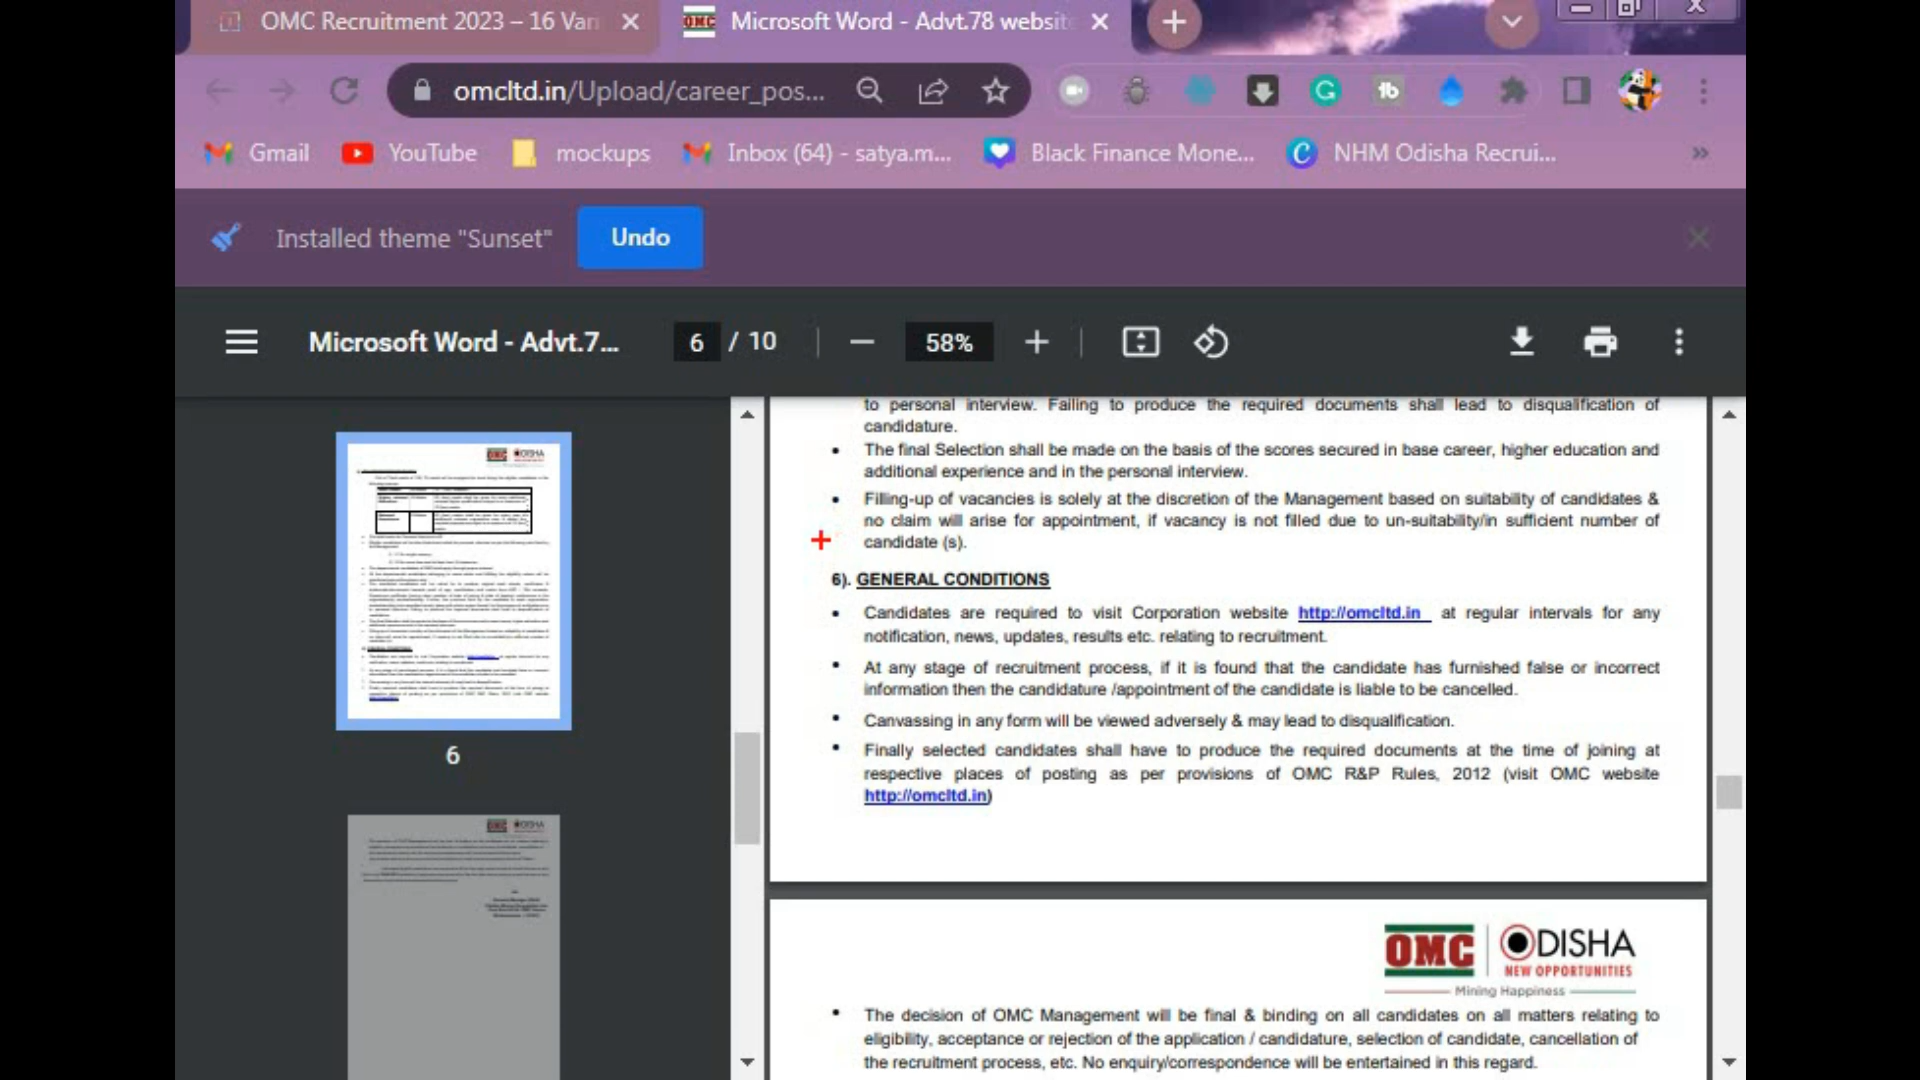 OMC Recruitment 2023 – 16 Vari
Microsoft Word - Advt.78 website
omcltd.in/Upload/career_pos...
Gmail
YouTube
mockups
Inbox (64) - satya.m...
Black Finance Mone...
NHM Odisha Recrui...
Installed theme "Sunset"
Undo
Microsoft Word - Advt.7...
6 / 10
58%
to personal interview. Failing to produce the required documents shall lead to disqualification of
candidature.
• The final Selection shall be made on the basis of the scores secured in base career, higher education and
additional experience and in the personal interview.
• Filling-up of vacancies is solely at the discretion of the Management based on suitability of candidates &
no claim will arise for appointment, if vacancy is not filled due to un-suitability/in sufficient number of
candidate (s).
6). GENERAL CONDITIONS
• Candidates are required to visit Corporation website http://omcltd.in at regular intervals for any
notification, news, updates, results etc. relating to recruitment.
• At any stage of recruitment process, if it is found that the candidate has furnished false or incorrect
information then the candidature /appointment of the candidate is liable to be cancelled.
• Canvassing in any form will be viewed adversely & may lead to disqualification.
• Finally selected candidates shall have to produce the required documents at the time of joining at
respective places of posting as per provisions of OMC R&P Rules, 2012 (visit OMC website
http://omcltd.in)
6
OMC
ODISHA
NEW OPPORTUNITIES
Mining Happiness
• The decision of OMC Management will be final & binding on all candidates on all matters relating to
eligibility, acceptance or rejection of the application / candidature, selection of candidate, cancellation of
the recruitment process, etc. No enquiry/correspondence will be entertained in this regard.